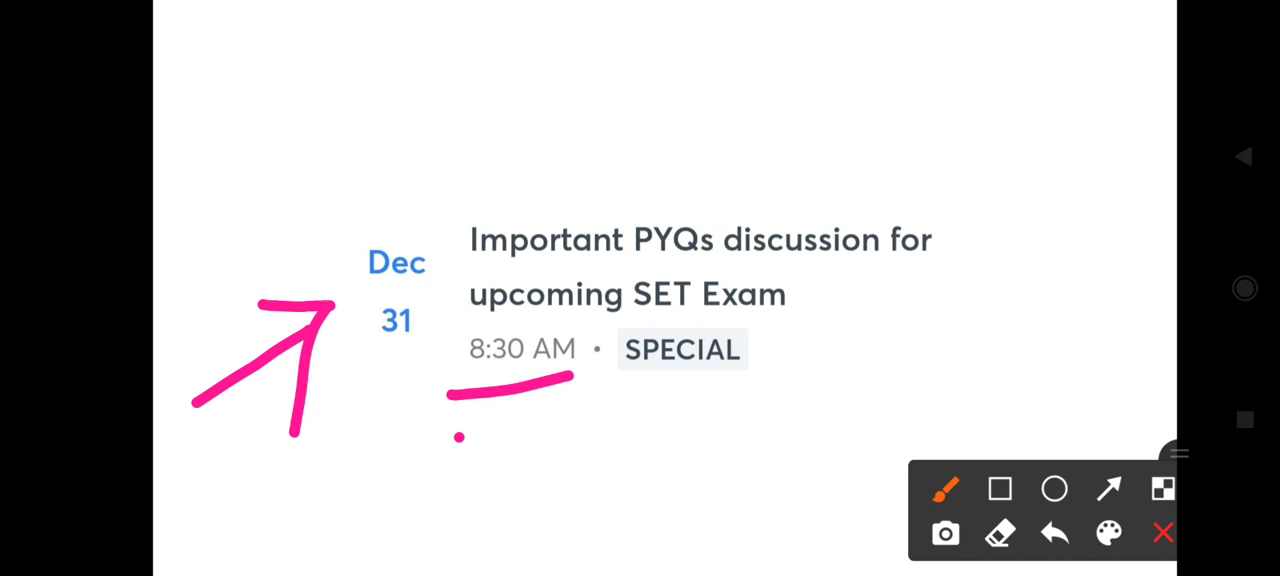 Dec
31
Important PYQs discussion for
upcoming SET Exam
8:30 AM • SPECIAL